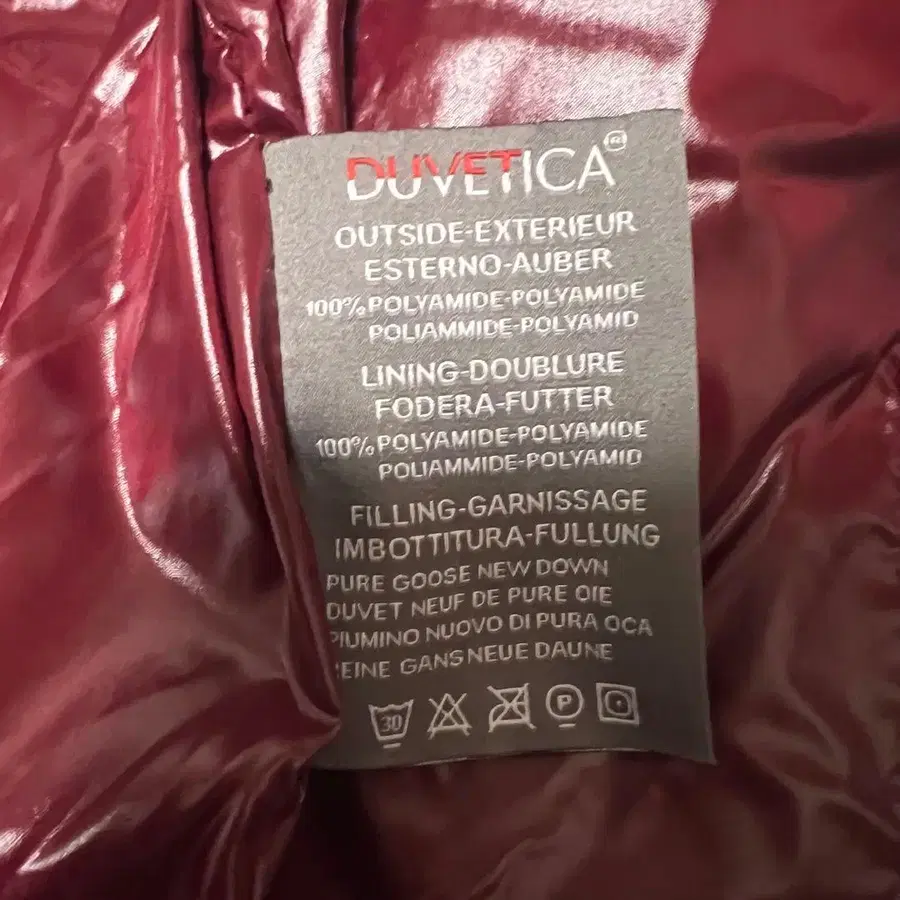 DUVETICA®
OUTSIDE-EXTERIEUR
ESTERNO-AUBER
100% POLYAMIDE-POLYAMIDE
POLIAMMIDE-POLYAMID
LINING-DOUBLURE
FODERA-FUTTER
100% POLYAMIDE-POLYAMIDE
POLIAMMIDE-POLYAMID
FILLING-GARNISSAGE
IMBOTTITURA-FULLUNG
PURE GOOSE NEW DOWN
DUVET NEUF DE PURE OIE
PIUMINO NUOVO DI PURA OCA
EINE GANS NEUE DAUNE
30 P